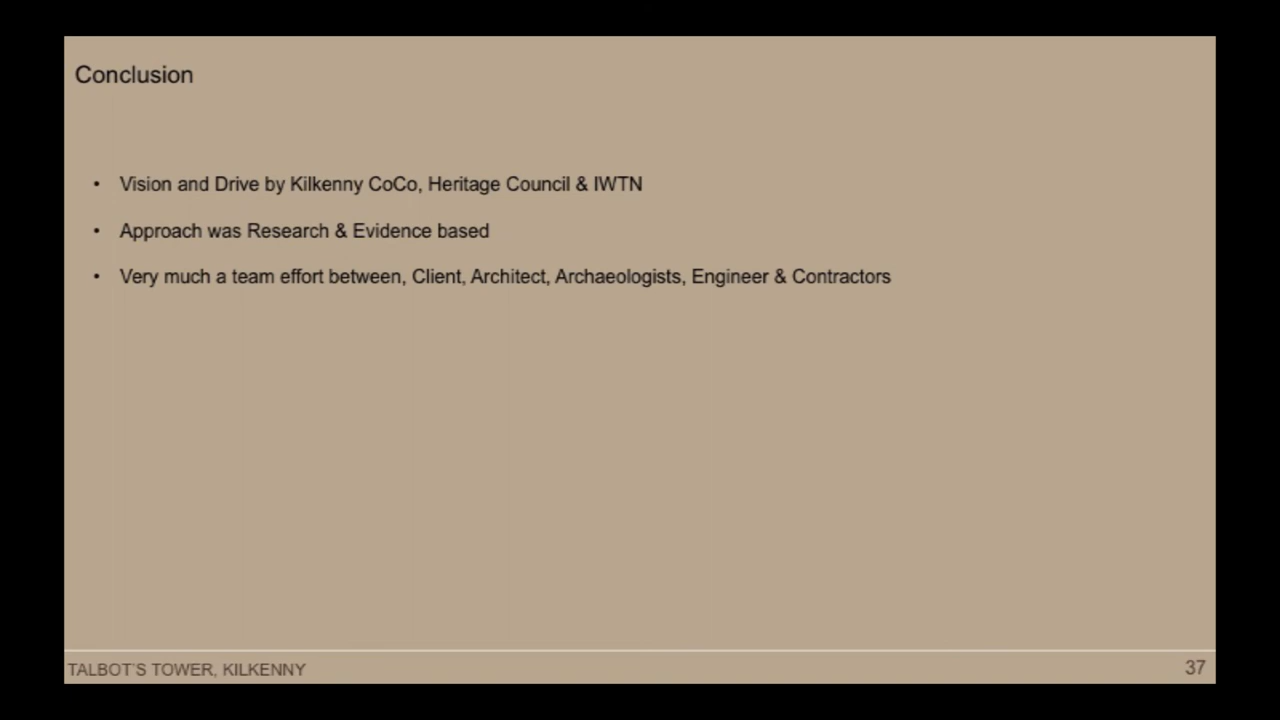 Conclusion
• Vision and Drive by Kilkenny CoCo, Heritage Council & IWTN
• Approach was Research & Evidence based
• Very much a team effort between, Client, Architect, Archaeologists, Engineer & Contractors
TALBOT'S TOWER, KILKENNY
37